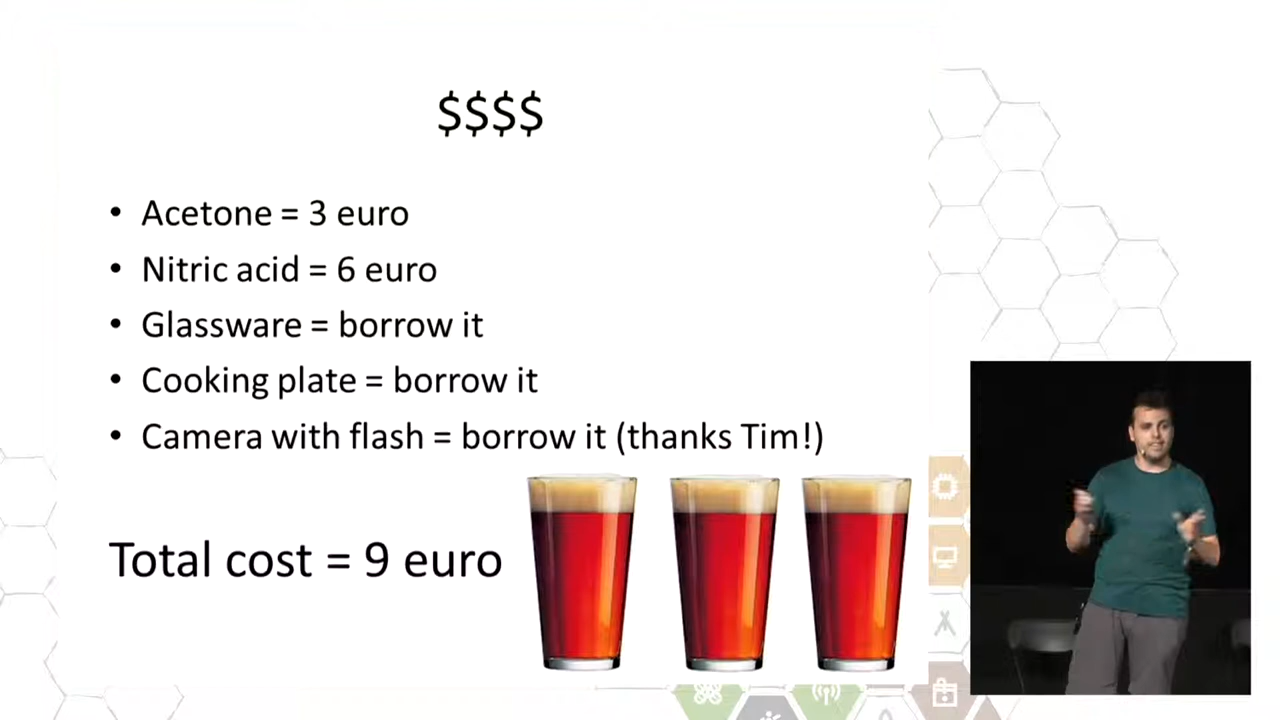 $$$$
• Acetone = 3 euro
• Nitric acid = 6 euro
• Glassware = borrow it
• Cooking plate = borrow it
• Camera with flash = borrow it (thanks Tim!)
Total cost = 9 euro